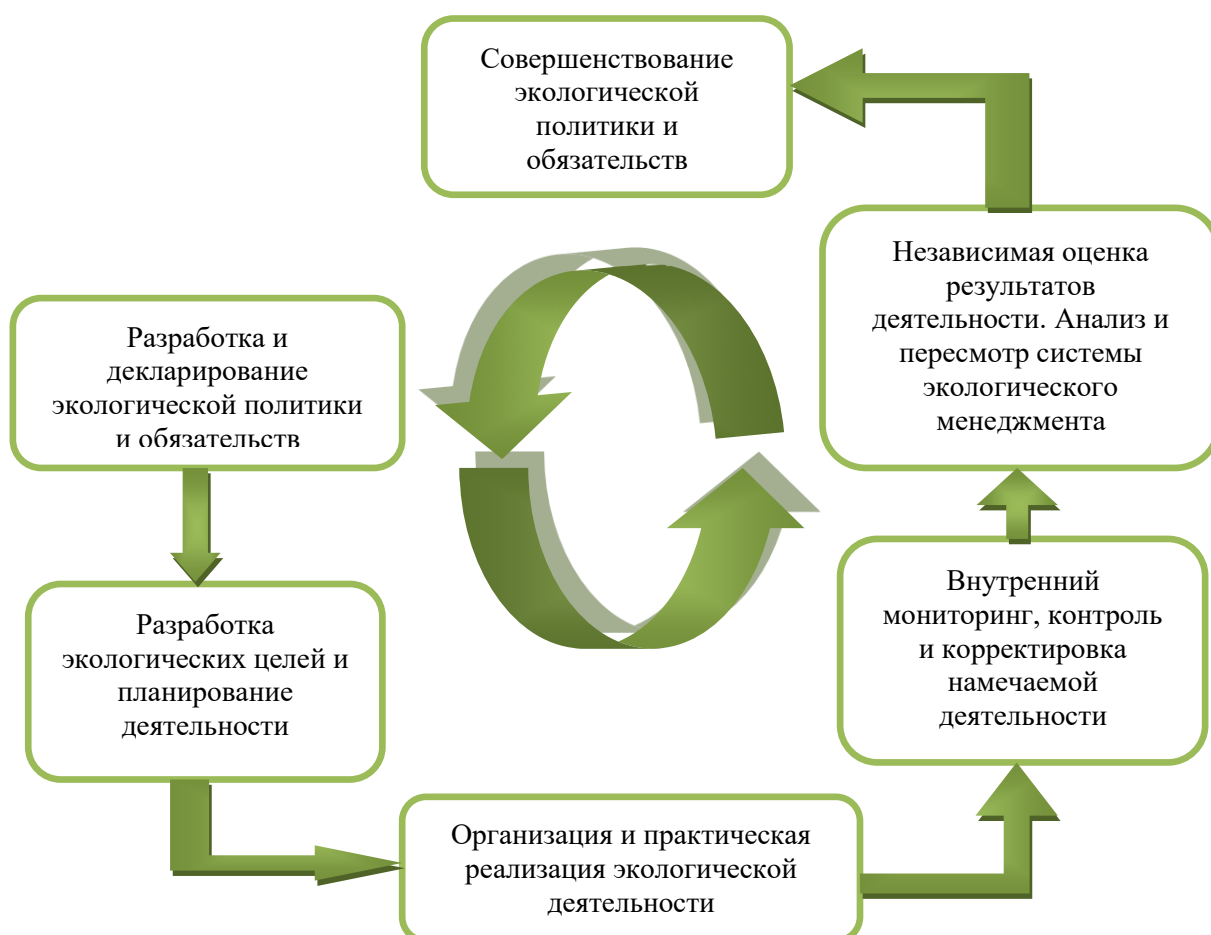 Совершенствование
экологической
политики и
обязательств
Независимая оценка
результатов
деятельности. Анализ и
пересмотр системы
экологического
менеджмента
Разработка и
декларирование
экологической политики
и обязательств
Разработка
экологических целей и
планирование
деятельности
Внутренний
мониторинг, контроль
и корректировка
намечаемой
деятельности
Организация и практическая
реализация экологической
деятельности